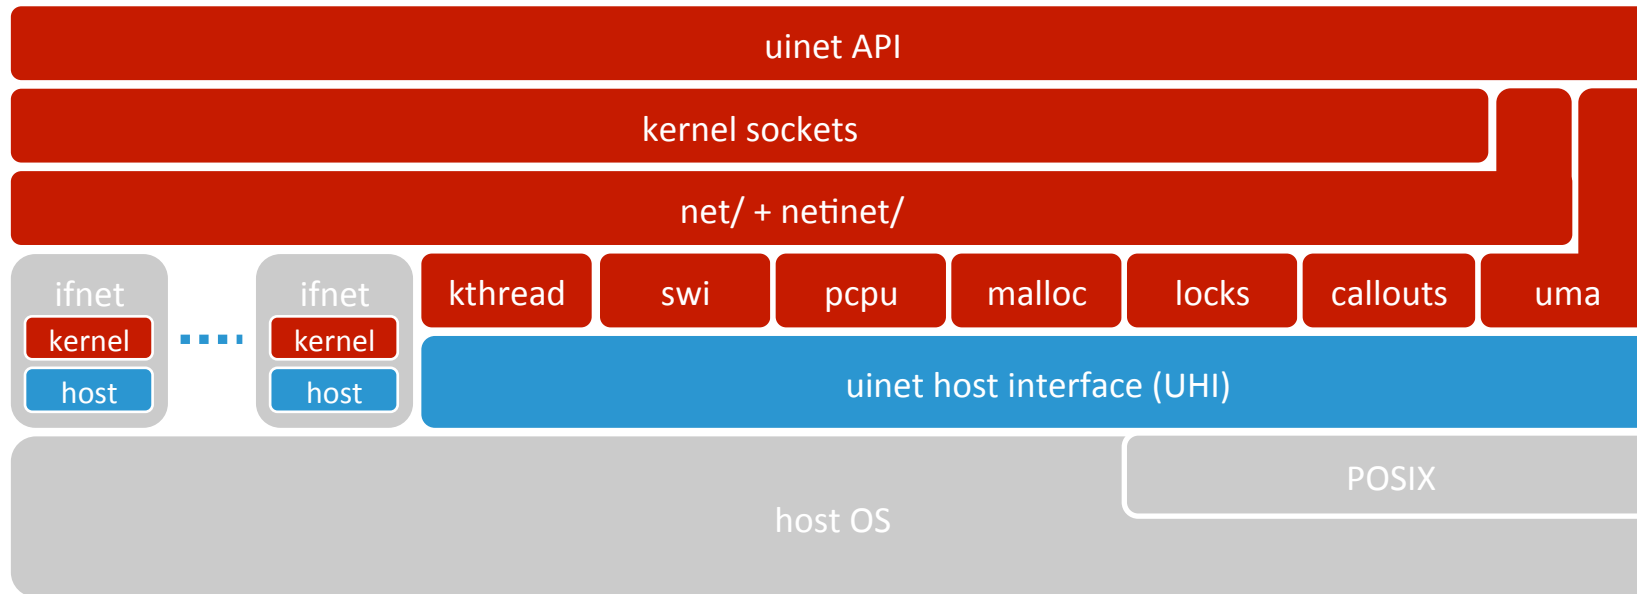 uinet API
kernel sockets
net/ + netinet/
ifnet
ifnet
kthread
swi
pcpu
malloc
locks
callouts
uma
kernel
kernel
host
host
uinet host interface (UHI)
POSIX
host OS